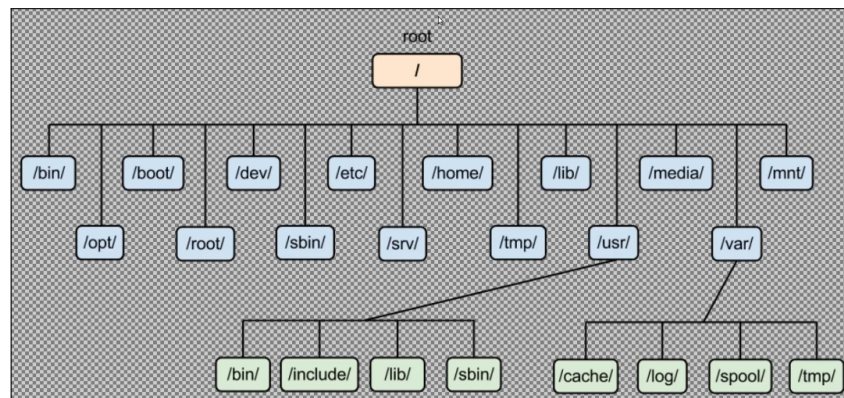 root
/
/bin/ /boot/ /dev/ /etc/ /home/ /lib/ /media/ /mnt/
/opt/ /root/ /sbin/ /srv/ /tmp/ /usr/ /var/
/bin/ /include/ /lib/ /sbin/ /cache/ /log/ /spool/ /tmp/